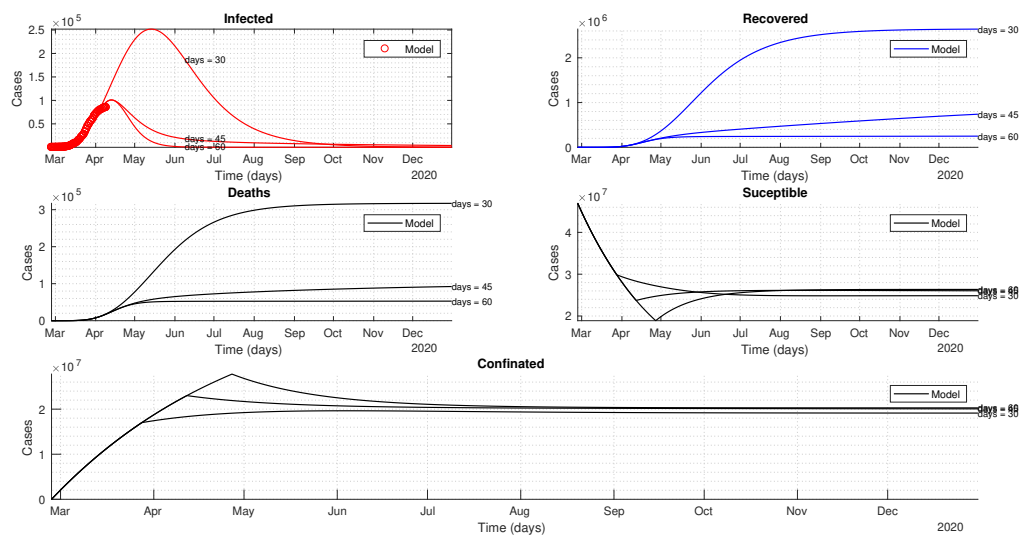 Infected
×10^5
2.5
2
1.5
1
0.5
Cases
Model
days = 30
days = 45
days = 60
Mar Apr May Jun Jul Aug Sep Oct Nov Dec
Time (days)
2020
Recovered
×10^6
2
1
0
Cases
Model
days = 30
days = 45
days = 60
Mar Apr May Jun Jul Aug Sep Oct Nov Dec
Time (days)
2020
Deaths
×10^5
3
2
1
0
Cases
Model
days = 30
days = 45
days = 60
Mar Apr May Jun Jul Aug Sep Oct Nov Dec
Time (days)
2020
Suceptible
×10^7
4
3
2
Cases
Model
days = 60
days = 30
Mar Apr May Jun Jul Aug Sep Oct Nov Dec
Time (days)
2020
Confinated
×10^7
2
1
0
Cases
Model
days = 60
days = 30
Mar Apr May Jun Jul Aug Sep Oct Nov Dec
Time (days)
2020